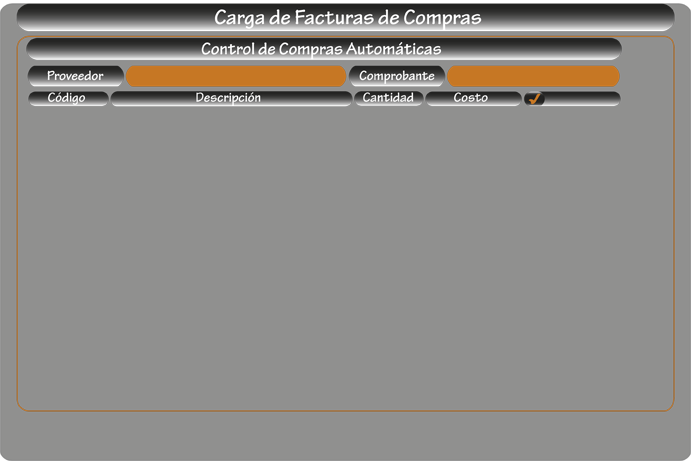 Carga de Facturas de Compras
Control de Compras Automáticas
Proveedor Comprobante
Código Descripción Cantidad Costo